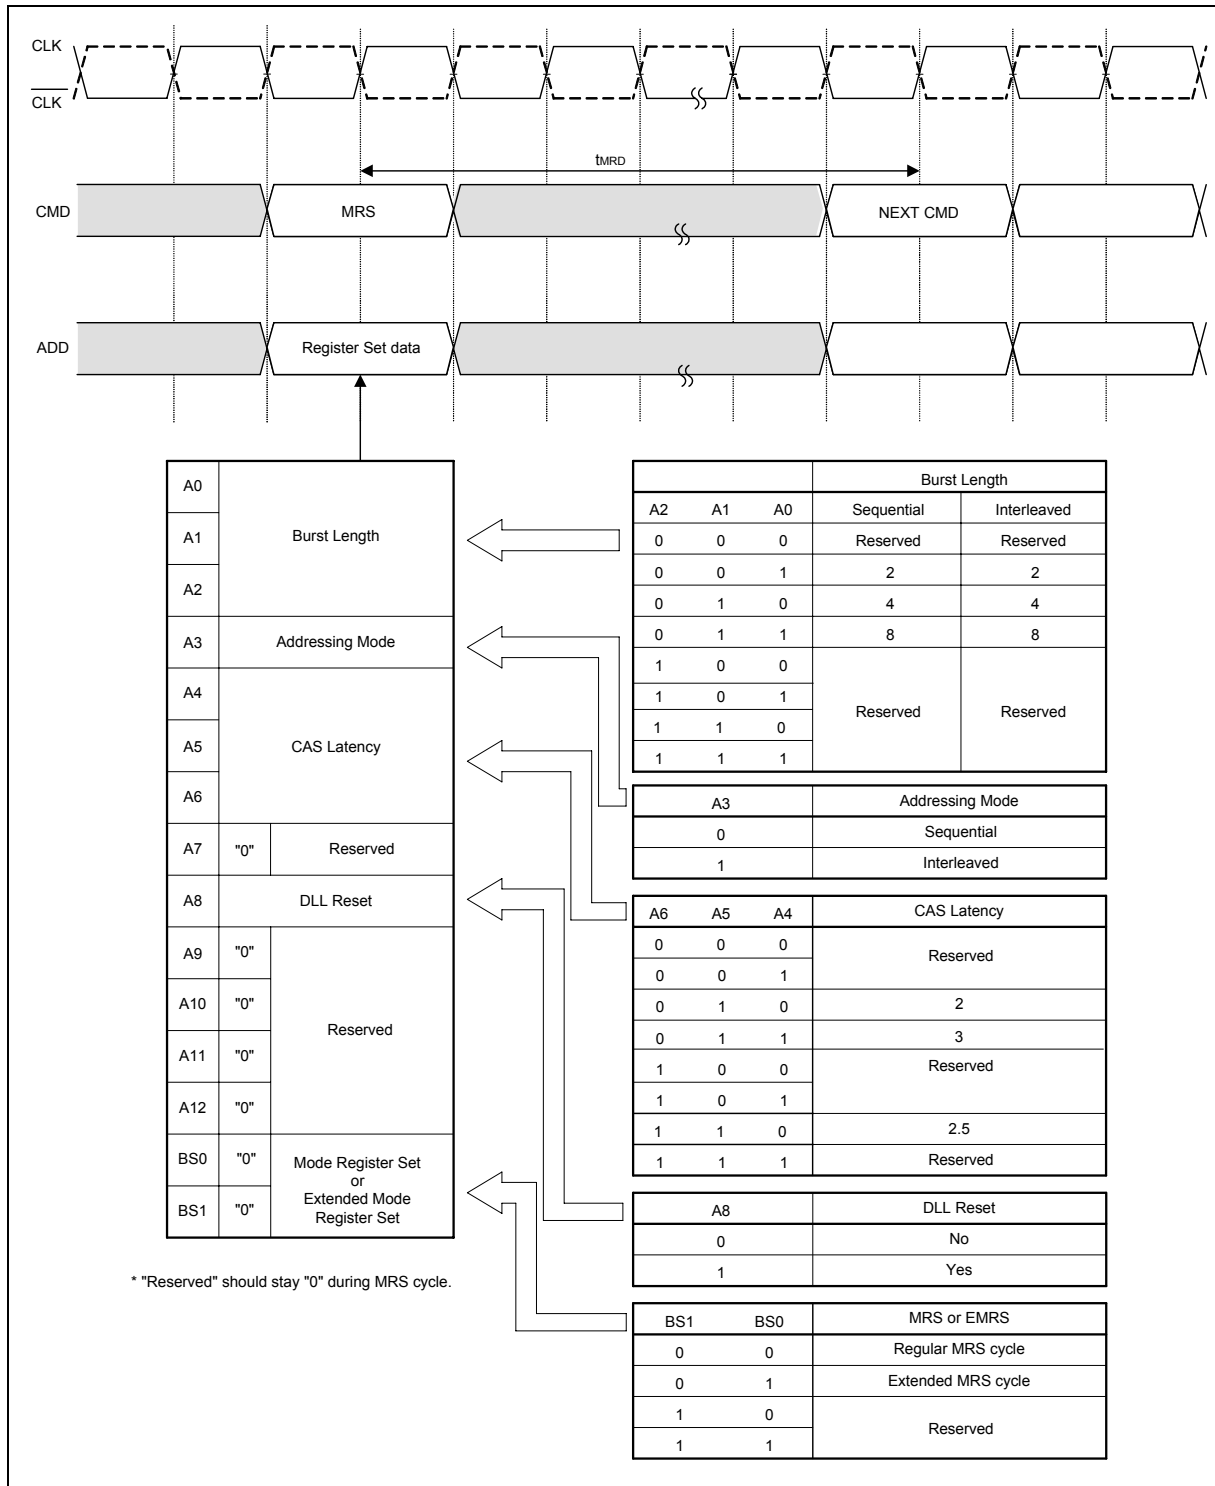 CLK
CLK
tMRD
CMD MRS NEXT CMD
ADD Register Set data
A0
A1 Burst Length
A2
A3 Addressing Mode
A4
A5 CAS Latency
A6
A7 "0" Reserved
A8 DLL Reset
A9 "0"
A10 "0"
Reserved
A11 "0"
A12 "0"
BS0 "0" Mode Register Set
or
Extended Mode
BS1 "0" Register Set
* "Reserved" should stay "0" during MRS cycle.
Burst Length
A2 A1 A0 Sequential Interleaved
0 0 0 Reserved Reserved
0 0 1 2 2
0 1 0 4 4
0 1 1 8 8
1 0 0
1 0 1
Reserved Reserved
1 1 0
1 1 1
A3 Addressing Mode
0 Sequential
1 Interleaved
A6 A5 A4 CAS Latency
0 0 0
Reserved
0 0 1
0 1 0 2
0 1 1 3
1 0 0 Reserved
1 0 1
1 1 0 2.5
1 1 1 Reserved
A8 DLL Reset
0 No
1 Yes
BS1 BS0 MRS or EMRS
0 0 Regular MRS cycle
0 1 Extended MRS cycle
1 0
Reserved
1 1